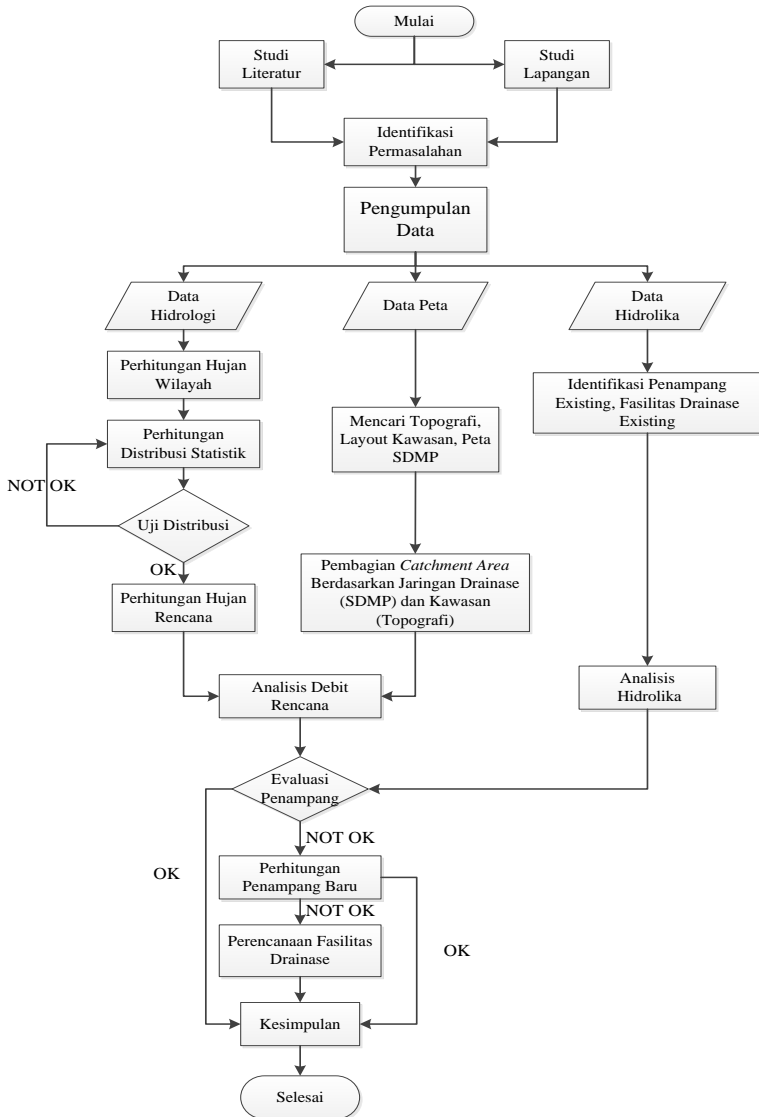 Mulai
Studi
Literatur
Studi
Lapangan
Identifikasi
Permasalahan
Pengumpulan
Data
Data
Hidrologi
Data Peta
Data
Hidrolika
Perhitungan Hujan
Wilayah
Identifikasi Penampang
Existing, Fasilitas Drainase
Existing
Perhitungan
Distribusi Statistik
Mencari Topografi,
Layout Kawasan, Peta
SDMP
NOT OK
Uji Distribusi
OK
Perhitungan Hujan
Rencana
Pembagian Catchment Area
Berdasarkan Jaringan Drainase
(SDMP) dan Kawasan
(Topografi)
Analisis Debit
Rencana
Analisis
Hidrolika
Evaluasi
Penampang
NOT OK
OK
Perhitungan
Penampang Baru
NOT OK
Perencanaan Fasilitas
Drainase
OK
Kesimpulan
Selesai